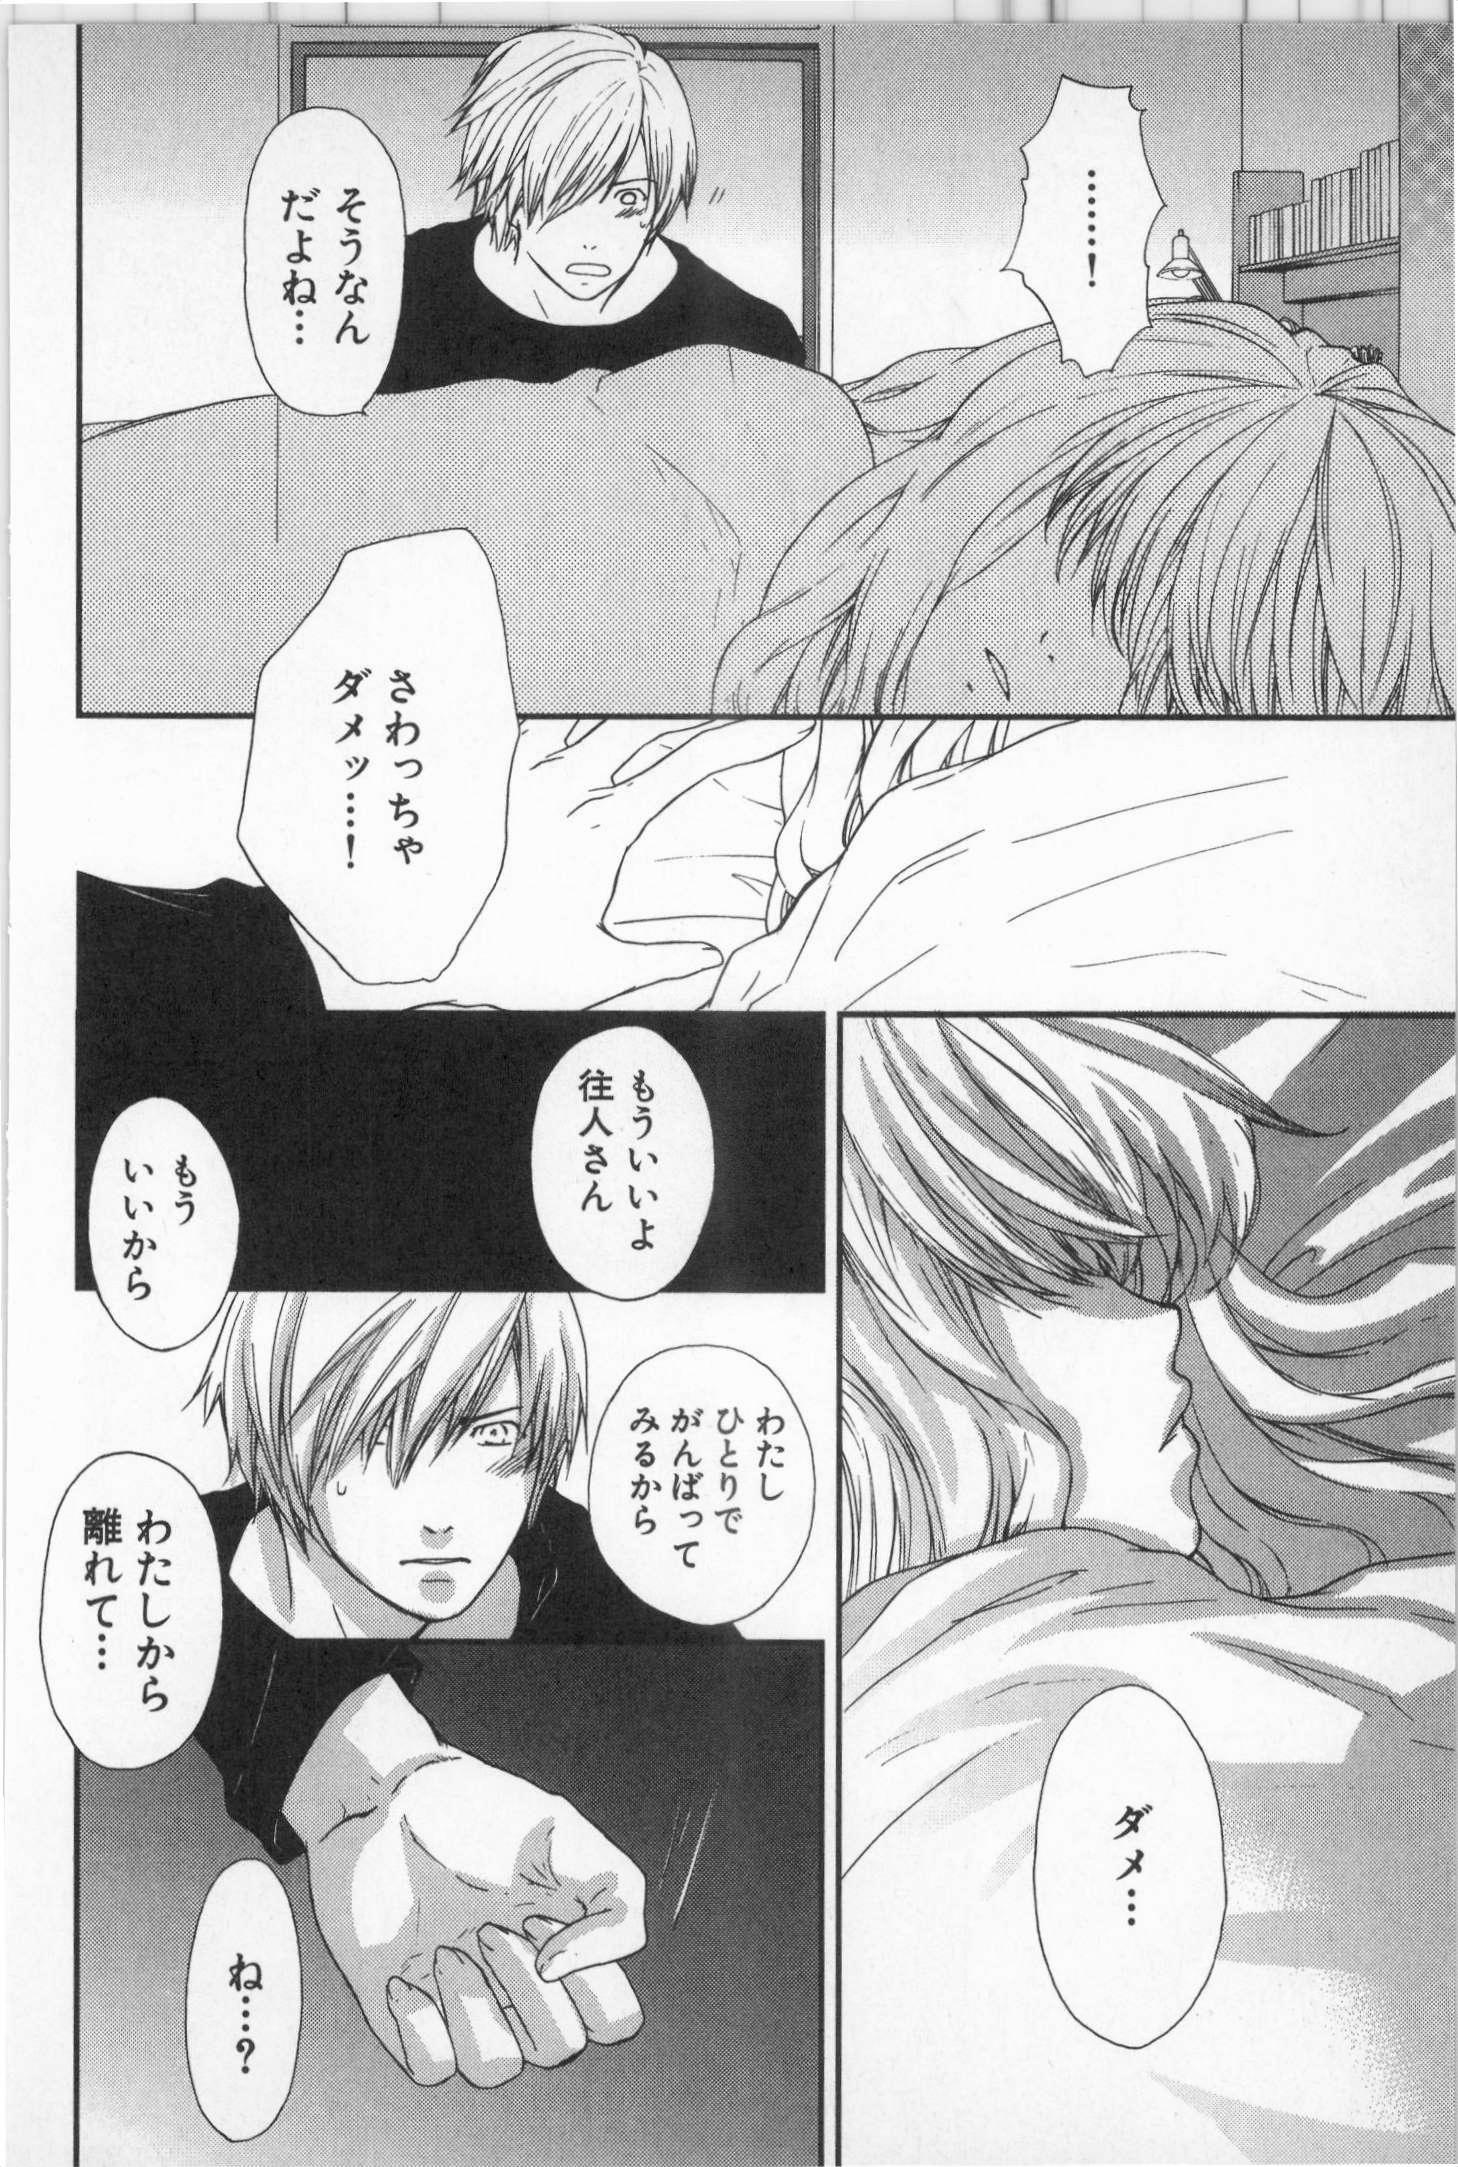 ……！
そうなん
だよね…
さわっちゃ
ダメッ…！
ダメ…
もういいよ
往人さん
わたし
ひとりで
がんばって
みるから
もう
いいから
わたしから
離れて…
ね…？